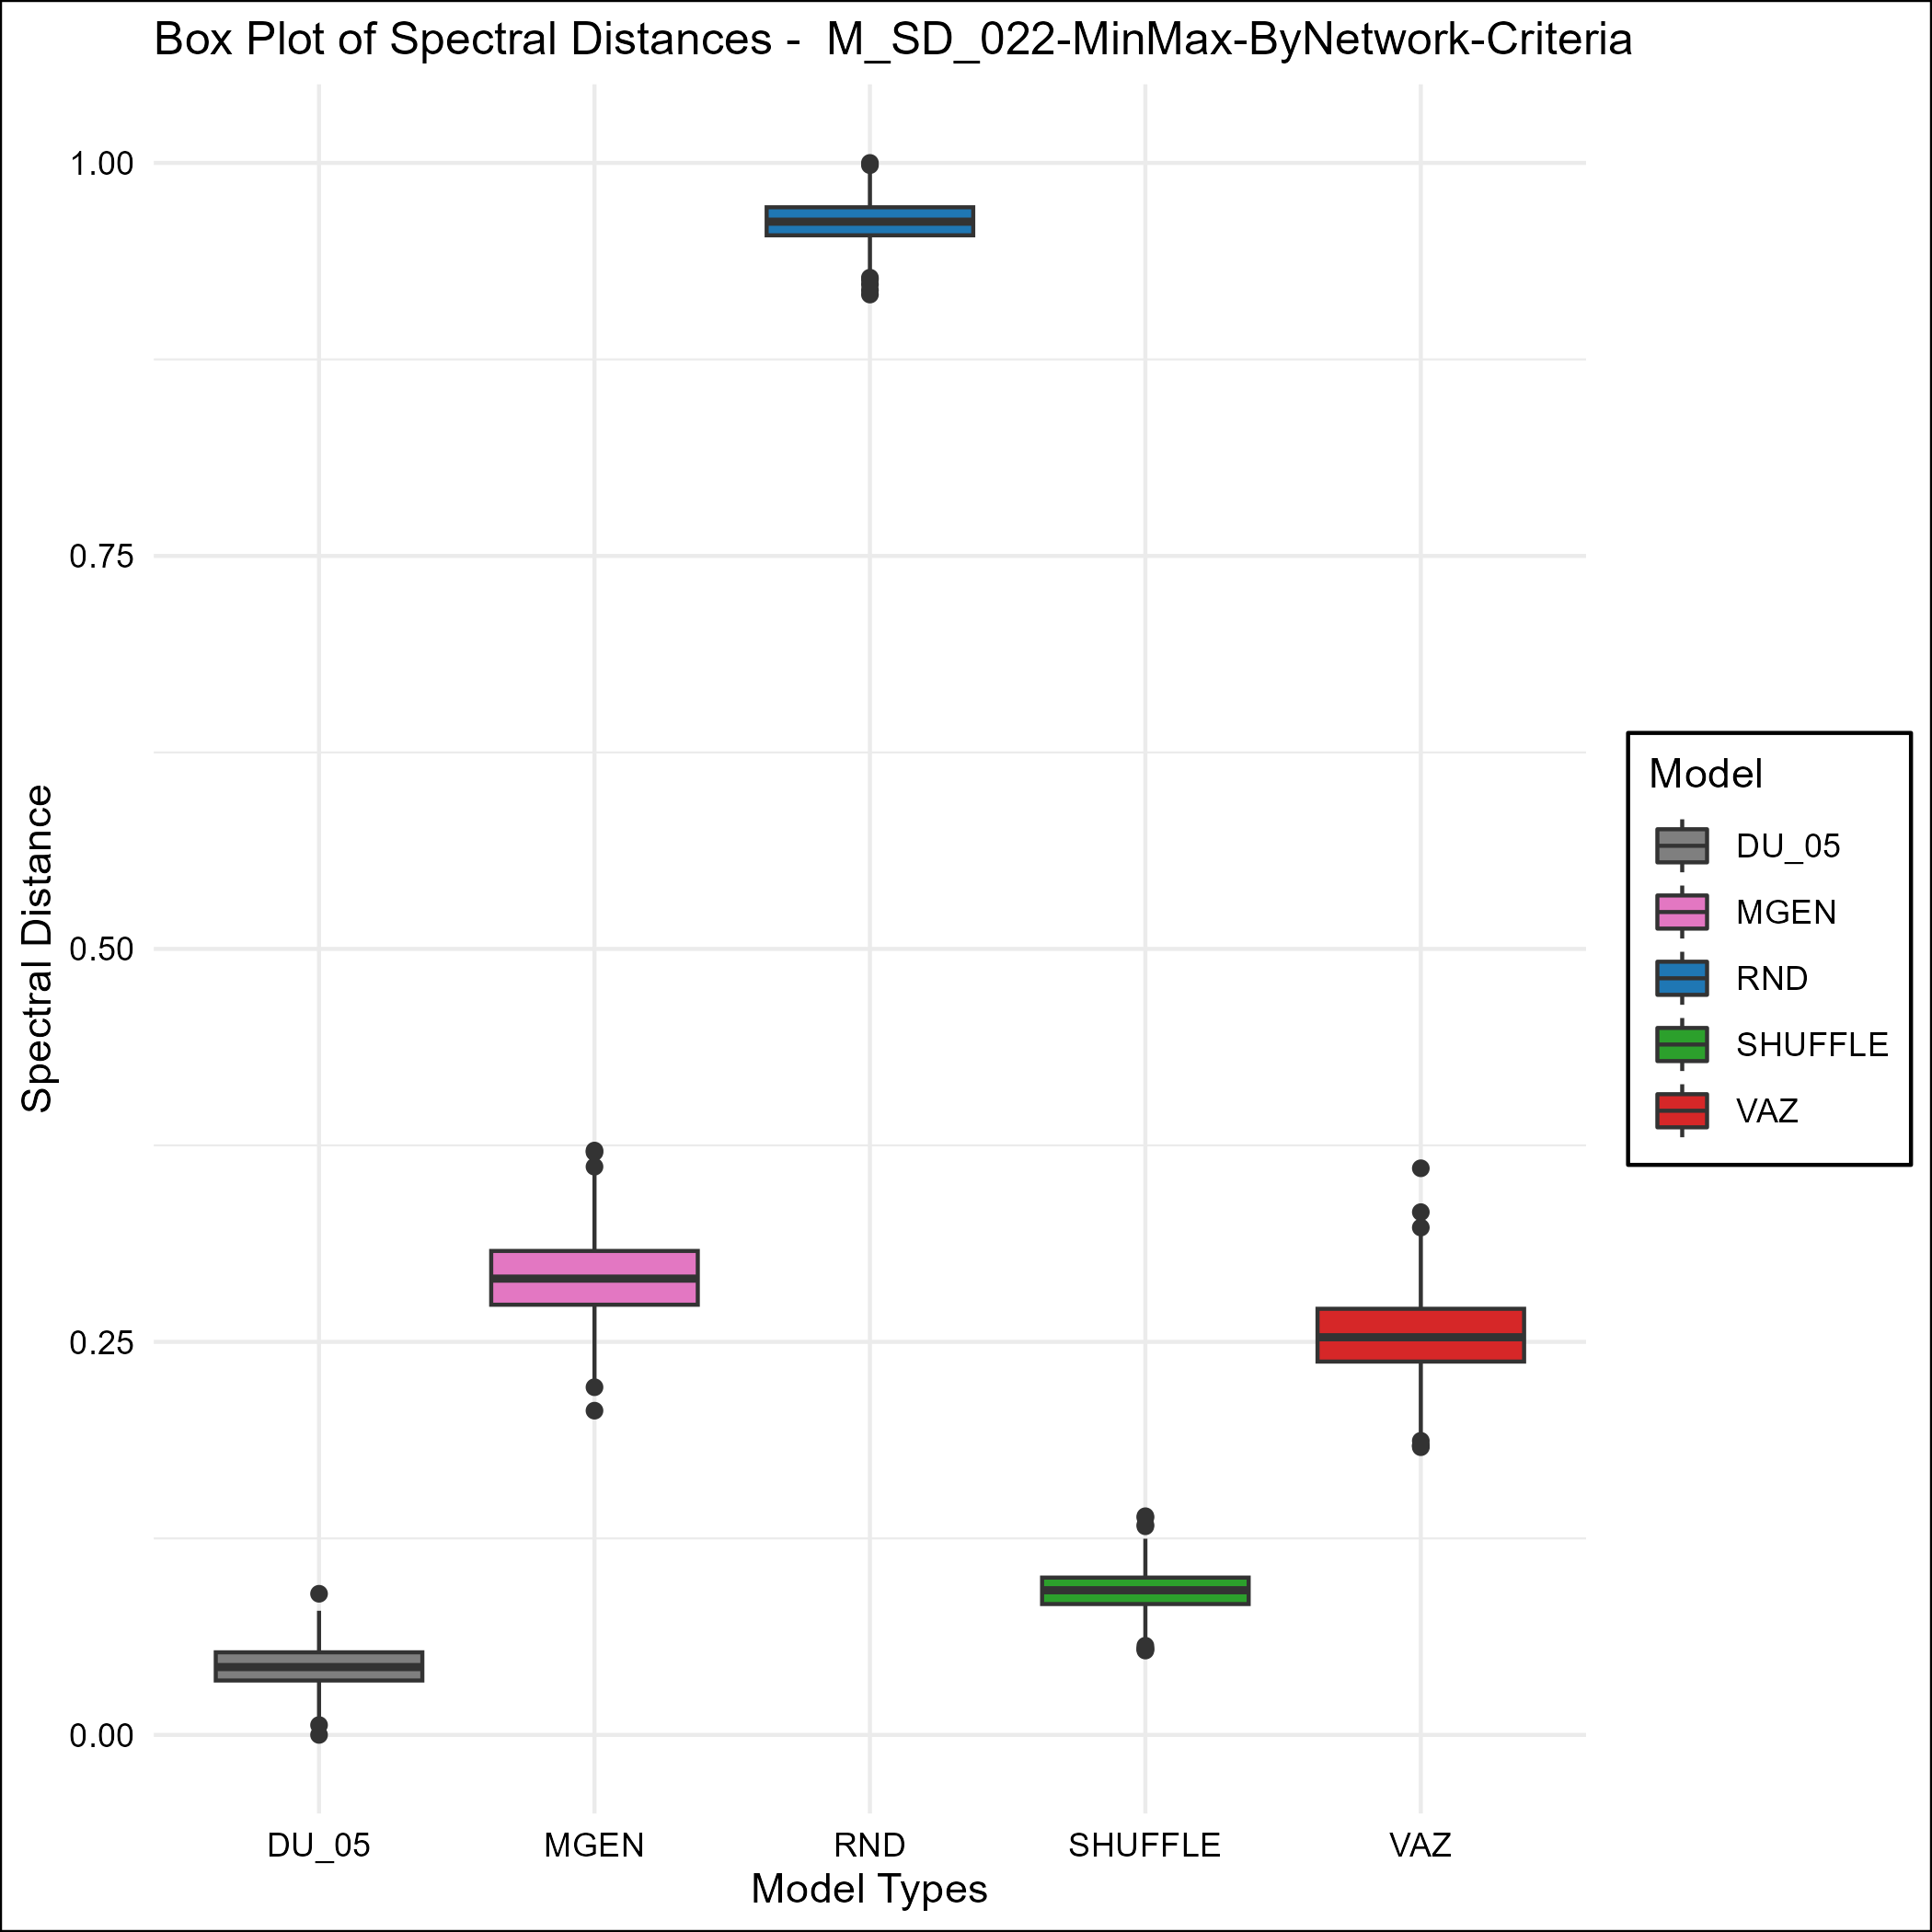 Box Plot of Spectral Distances -  M_SD_022-MinMax-ByNetwork-Criteria
1.00
0.75
0.50
0.25
0.00
Spectral Distance
DU_05 MGEN RND SHUFFLE VAZ
Model Types
Model
DU_05
MGEN
RND
SHUFFLE
VAZ